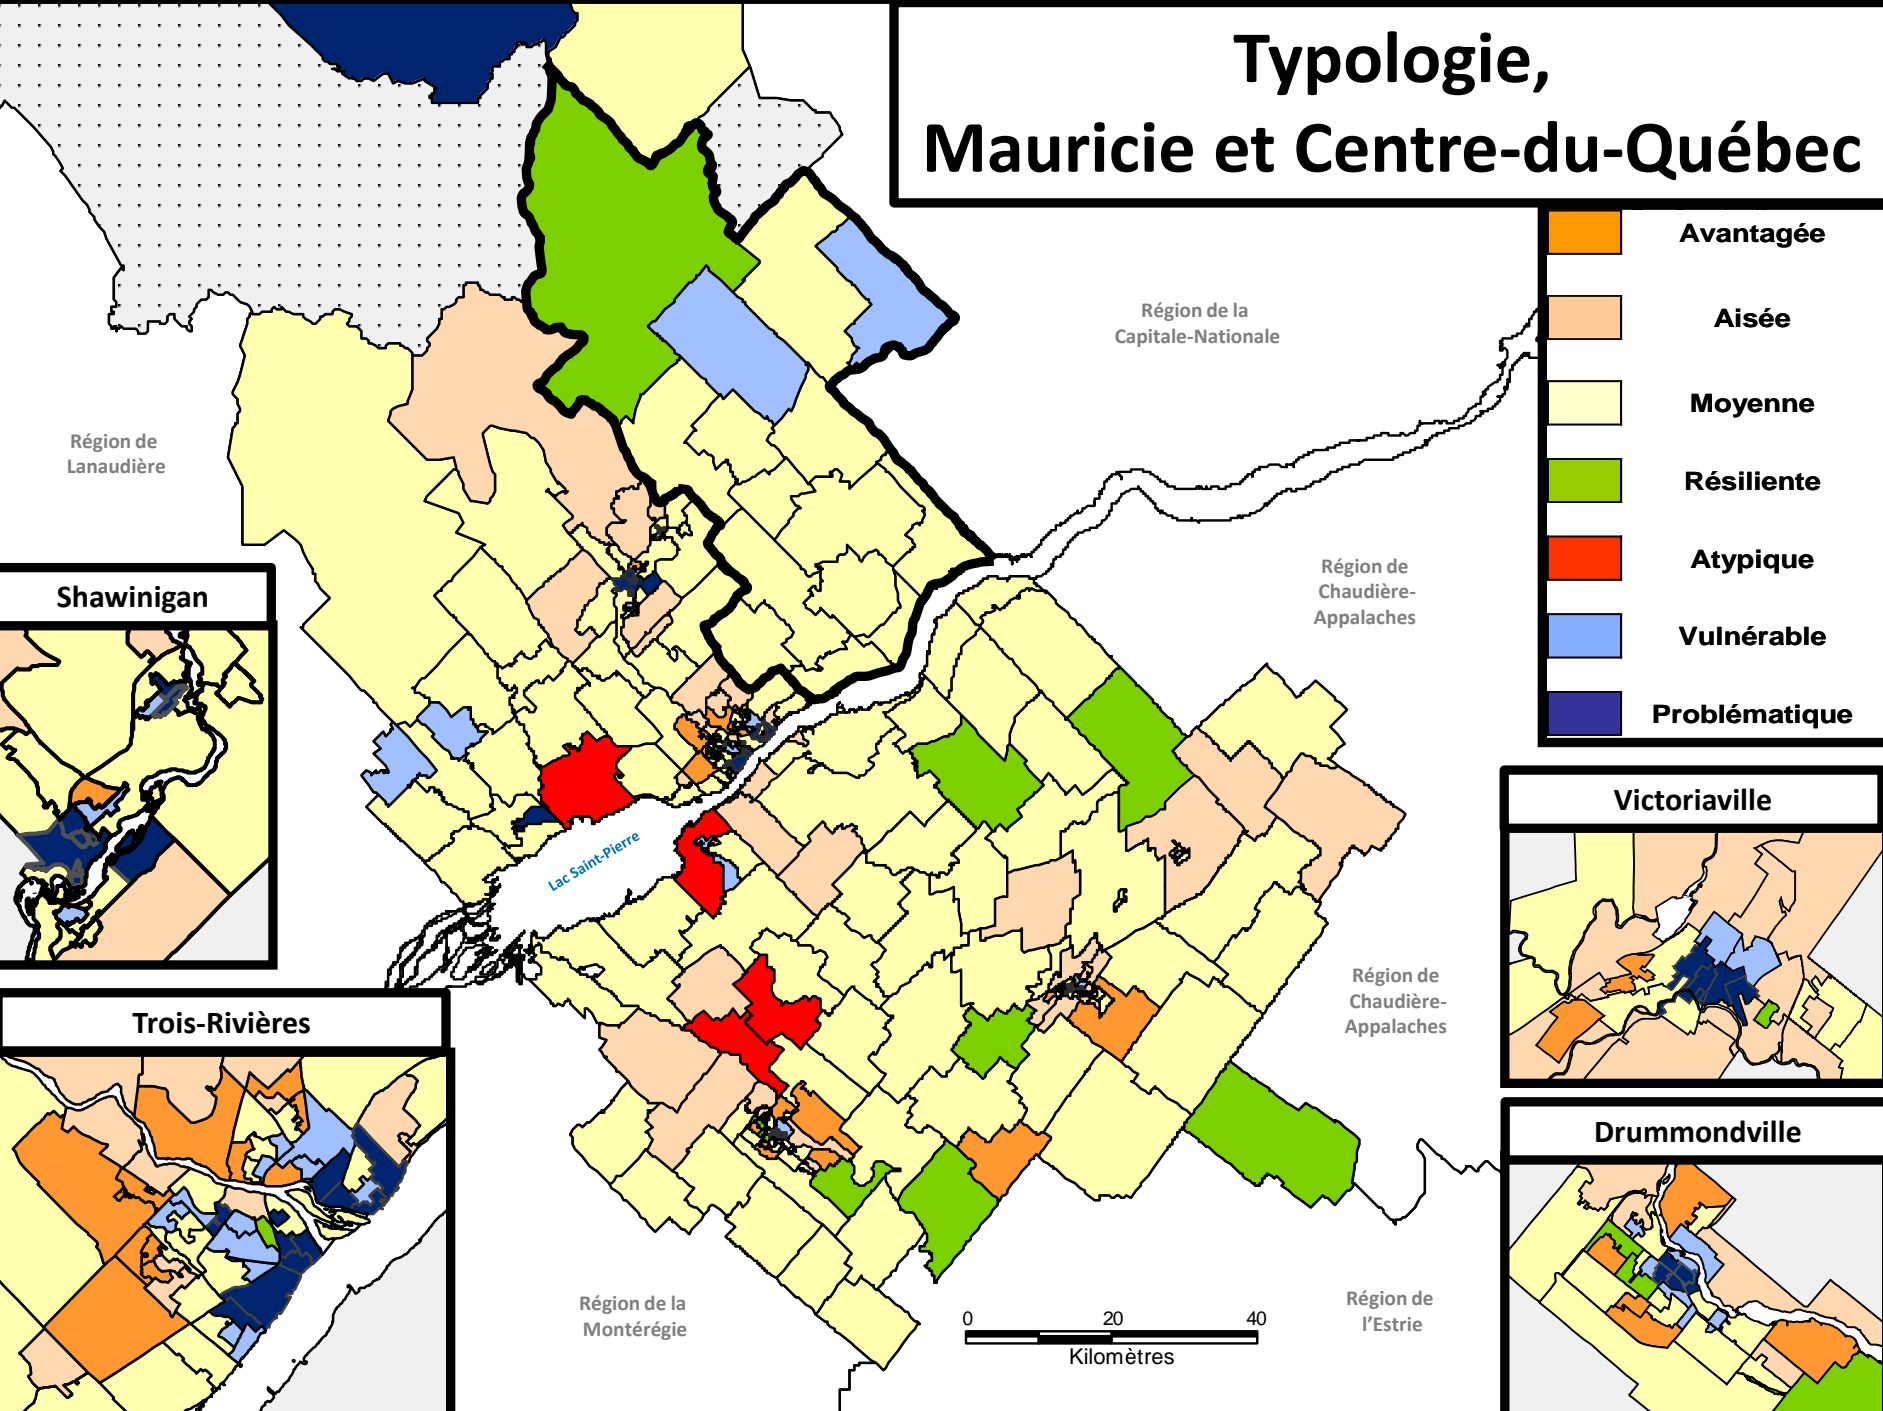 Typologie,
Mauricie et Centre-du-Québec
Avantagée
Aisée
Moyenne
Résiliente
Atypique
Vulnérable
Problématique
Région de la
Capitale-Nationale
Région de
Lanaudière
Région de
Chaudière-
Appalaches
Shawinigan
Victoriaville
Lac Saint-Pierre
Région de
Chaudière-
Appalaches
Trois-Rivières
Drummondville
Région de la
Montérégie
Région de
l'Estrie
0 20 40
Kilomètres